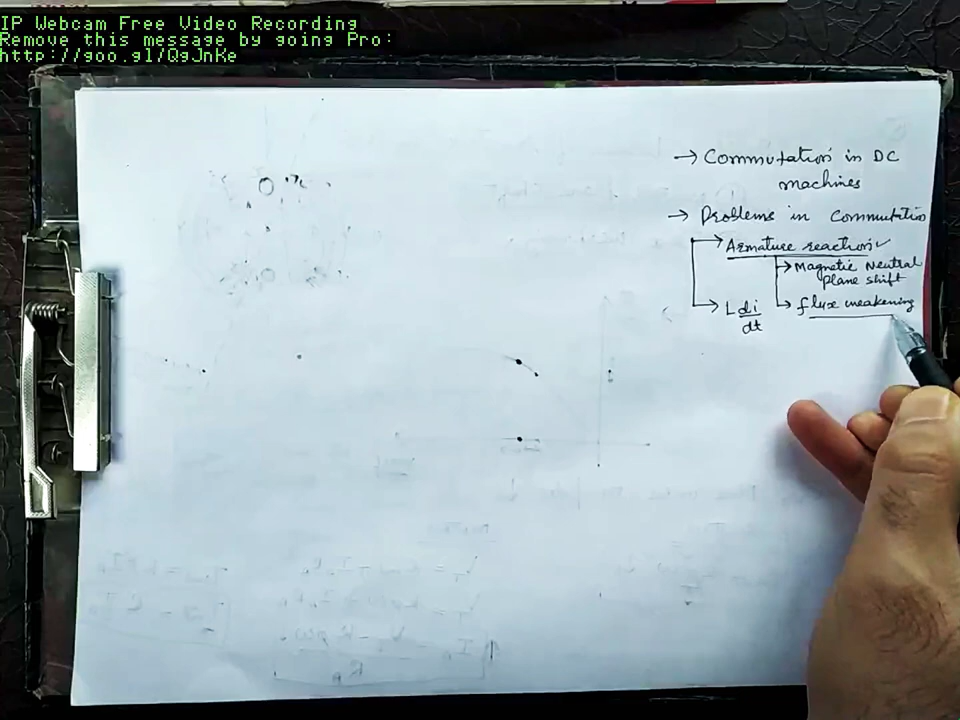 IP Webcam Free Video Recording
Remove this message by going Pro:
http://goo.gl/QgJnKe
→ Commutation in DC
machines
→ Problems in Commutatio
→ Armature reaction ✓
→ Magnetic Neutral
Plane shift
→ flux weakening
→ L di/dt